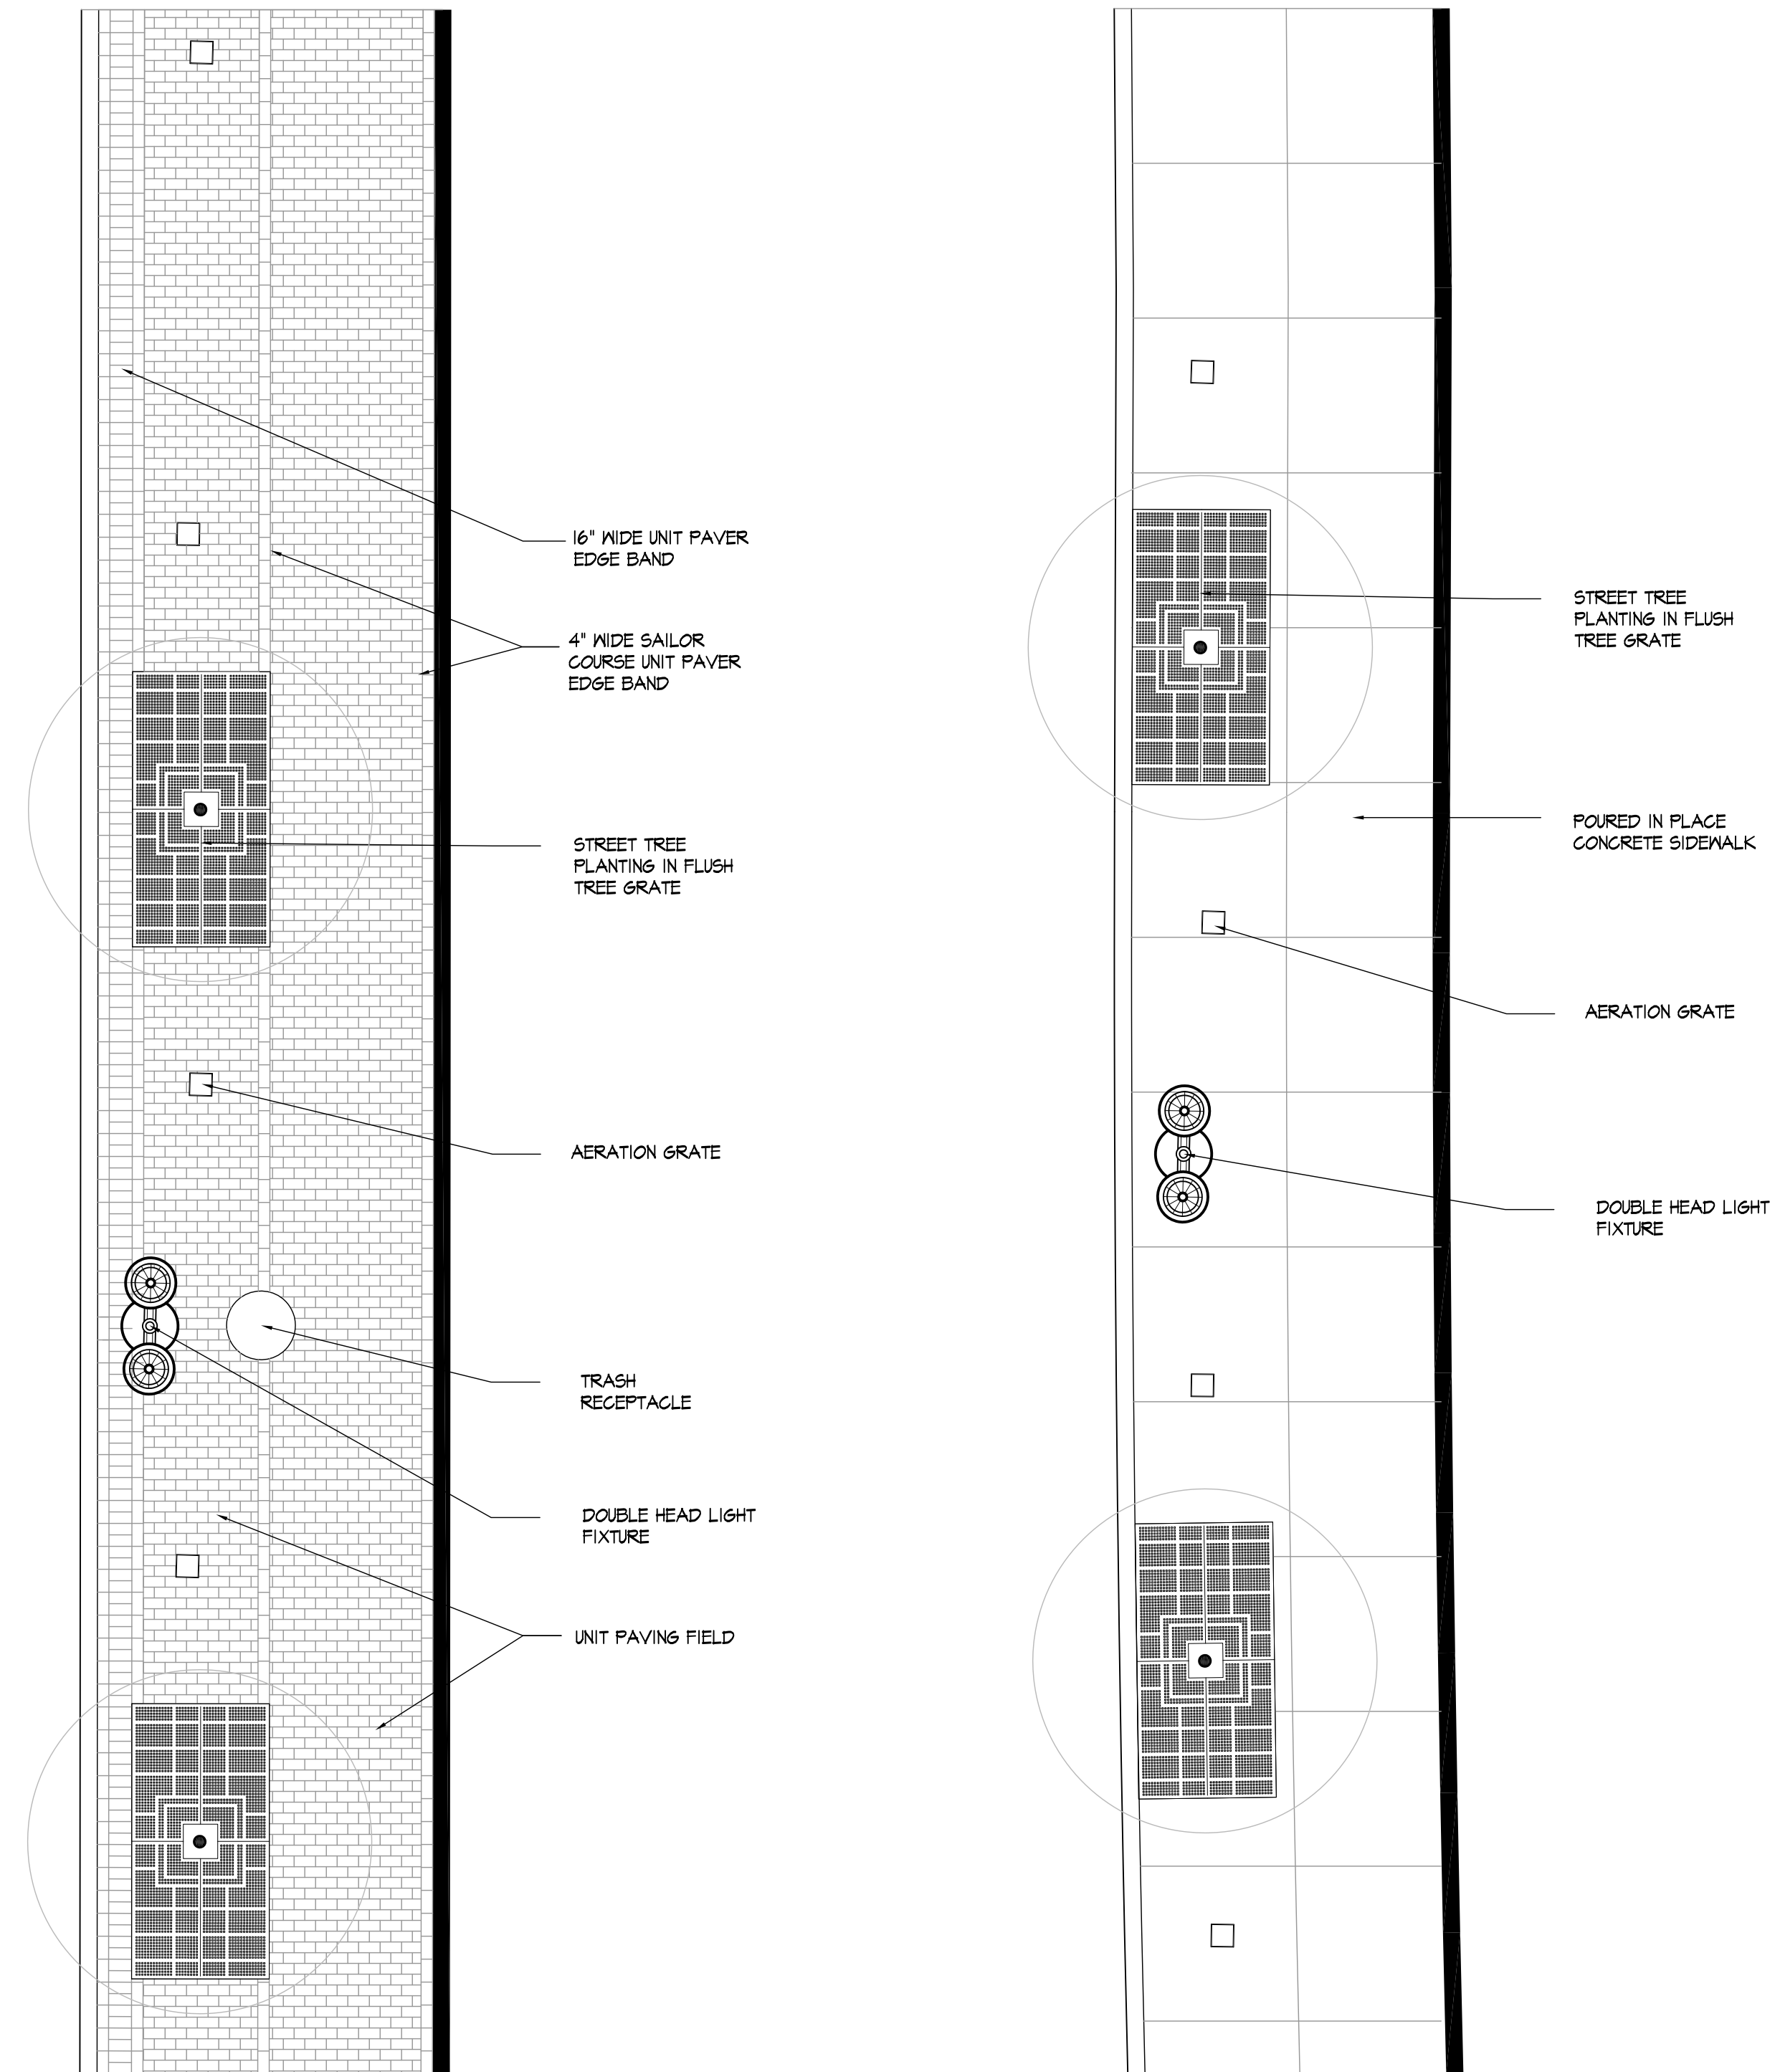 16" WIDE UNIT PAVER
EDGE BAND
4" WIDE SAILOR
COURSE UNIT PAVER
EDGE BAND
STREET TREE
PLANTING IN FLUSH
TREE GRATE
AERATION GRATE
TRASH
RECEPTACLE
DOUBLE HEAD LIGHT
FIXTURE
UNIT PAVING FIELD
STREET TREE
PLANTING IN FLUSH
TREE GRATE
POURED IN PLACE
CONCRETE SIDEWALK
AERATION GRATE
DOUBLE HEAD LIGHT
FIXTURE